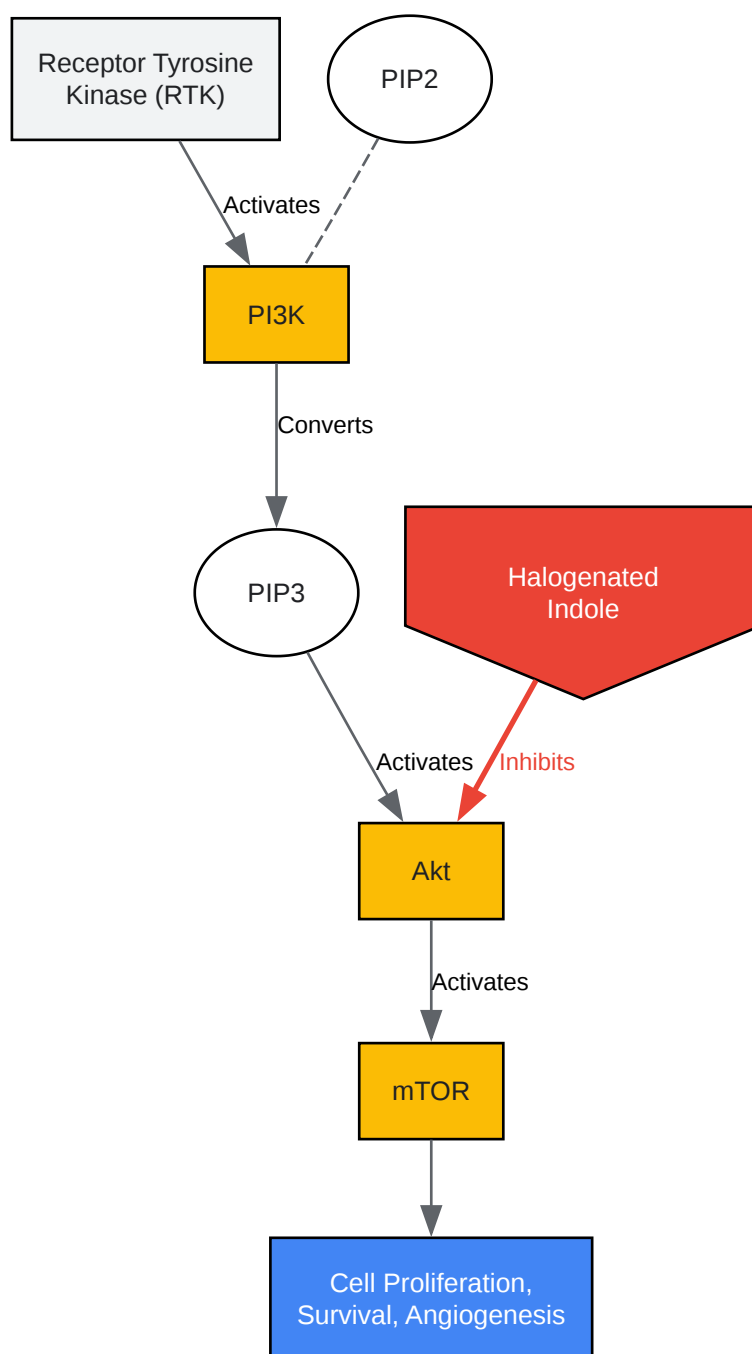 Receptor Tyrosine
Kinase (RTK)
PIP2
Activates
PI3K
Converts
PIP3
Halogenated
Indole
Activates
Inhibits
Akt
Activates
mTOR
Cell Proliferation,
Survival, Angiogenesis